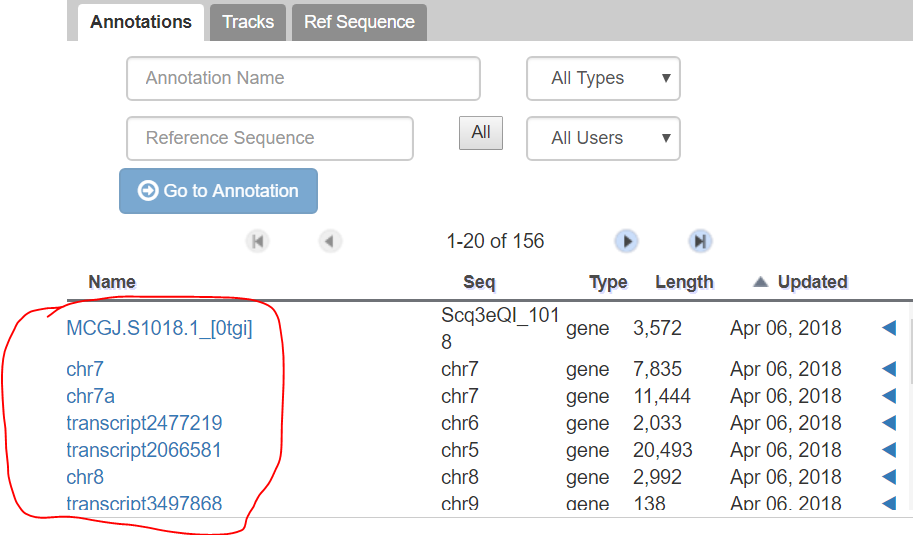 Annotations Tracks Ref Sequence
Annotation Name All Types
Reference Sequence All All Users
Go to Annotation
1-20 of 156
Name Seq Type Length Updated
MCGJ.S1018.1_[0tgi] Scq3eQI_101
8 gene 3,572 Apr 06, 2018
chr7 chr7 gene 7,835 Apr 06, 2018
chr7a chr7 gene 11,444 Apr 06, 2018
transcript2477219 chr6 gene 2,033 Apr 06, 2018
transcript2066581 chr5 gene 20,493 Apr 06, 2018
chr8 chr8 gene 2,992 Apr 06, 2018
transcript3497868 chr9 gene 138 Apr 06, 2018